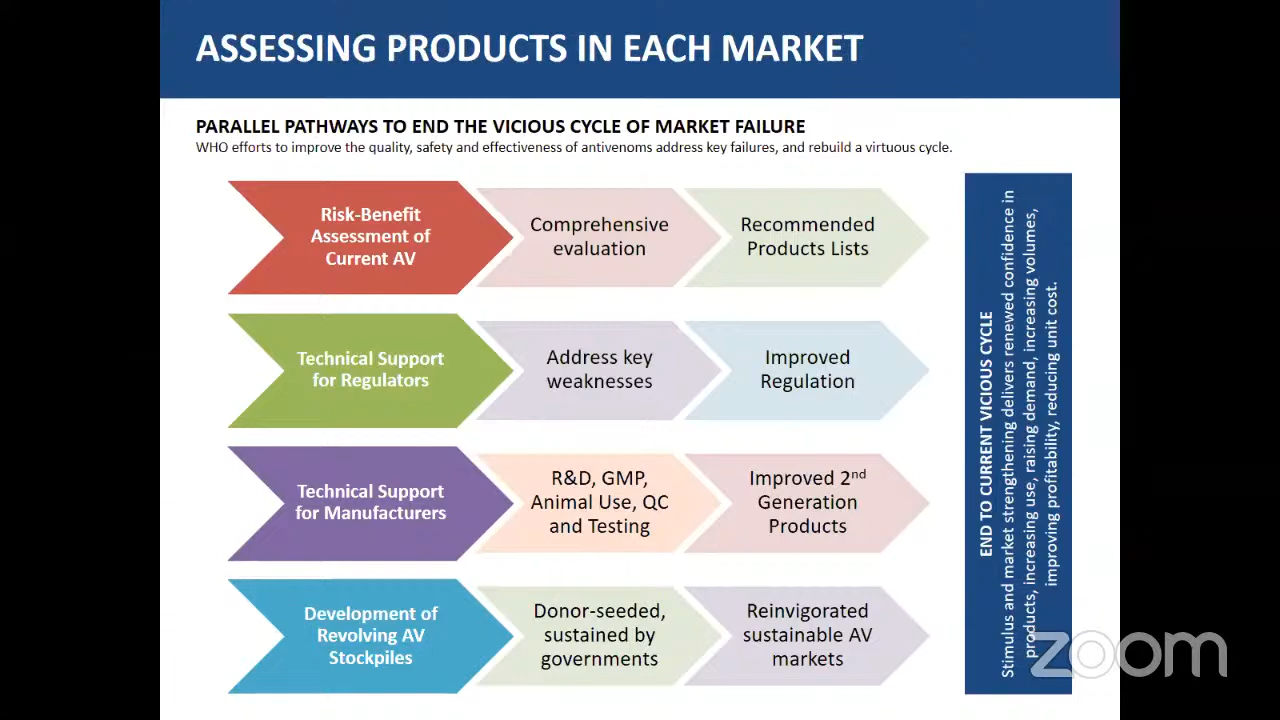 ASSESSING PRODUCTS IN EACH MARKET
PARALLEL PATHWAYS TO END THE VICIOUS CYCLE OF MARKET FAILURE
WHO efforts to improve the quality, safety and effectiveness of antivenoms address key failures, and rebuild a virtuous cycle.
Risk-Benefit
Assessment of
Current AV
Comprehensive
evaluation
Recommended
Products Lists
Technical Support
for Regulators
Address key
weaknesses
Improved
Regulation
Technical Support
for Manufacturers
R&D, GMP,
Animal Use, QC
and Testing
Improved 2nd
Generation
Products
Development of
Revolving AV
Stockpiles
Donor-seeded,
sustained by
governments
Reinvigorated
sustainable AV
markets
END TO CURRENT VICIOUS CYCLE
Stimulus and market strengthening delivers renewed confidence in
products, increasing use, raising demand, increasing volumes,
improving profitability, reducing unit cost.
zoom